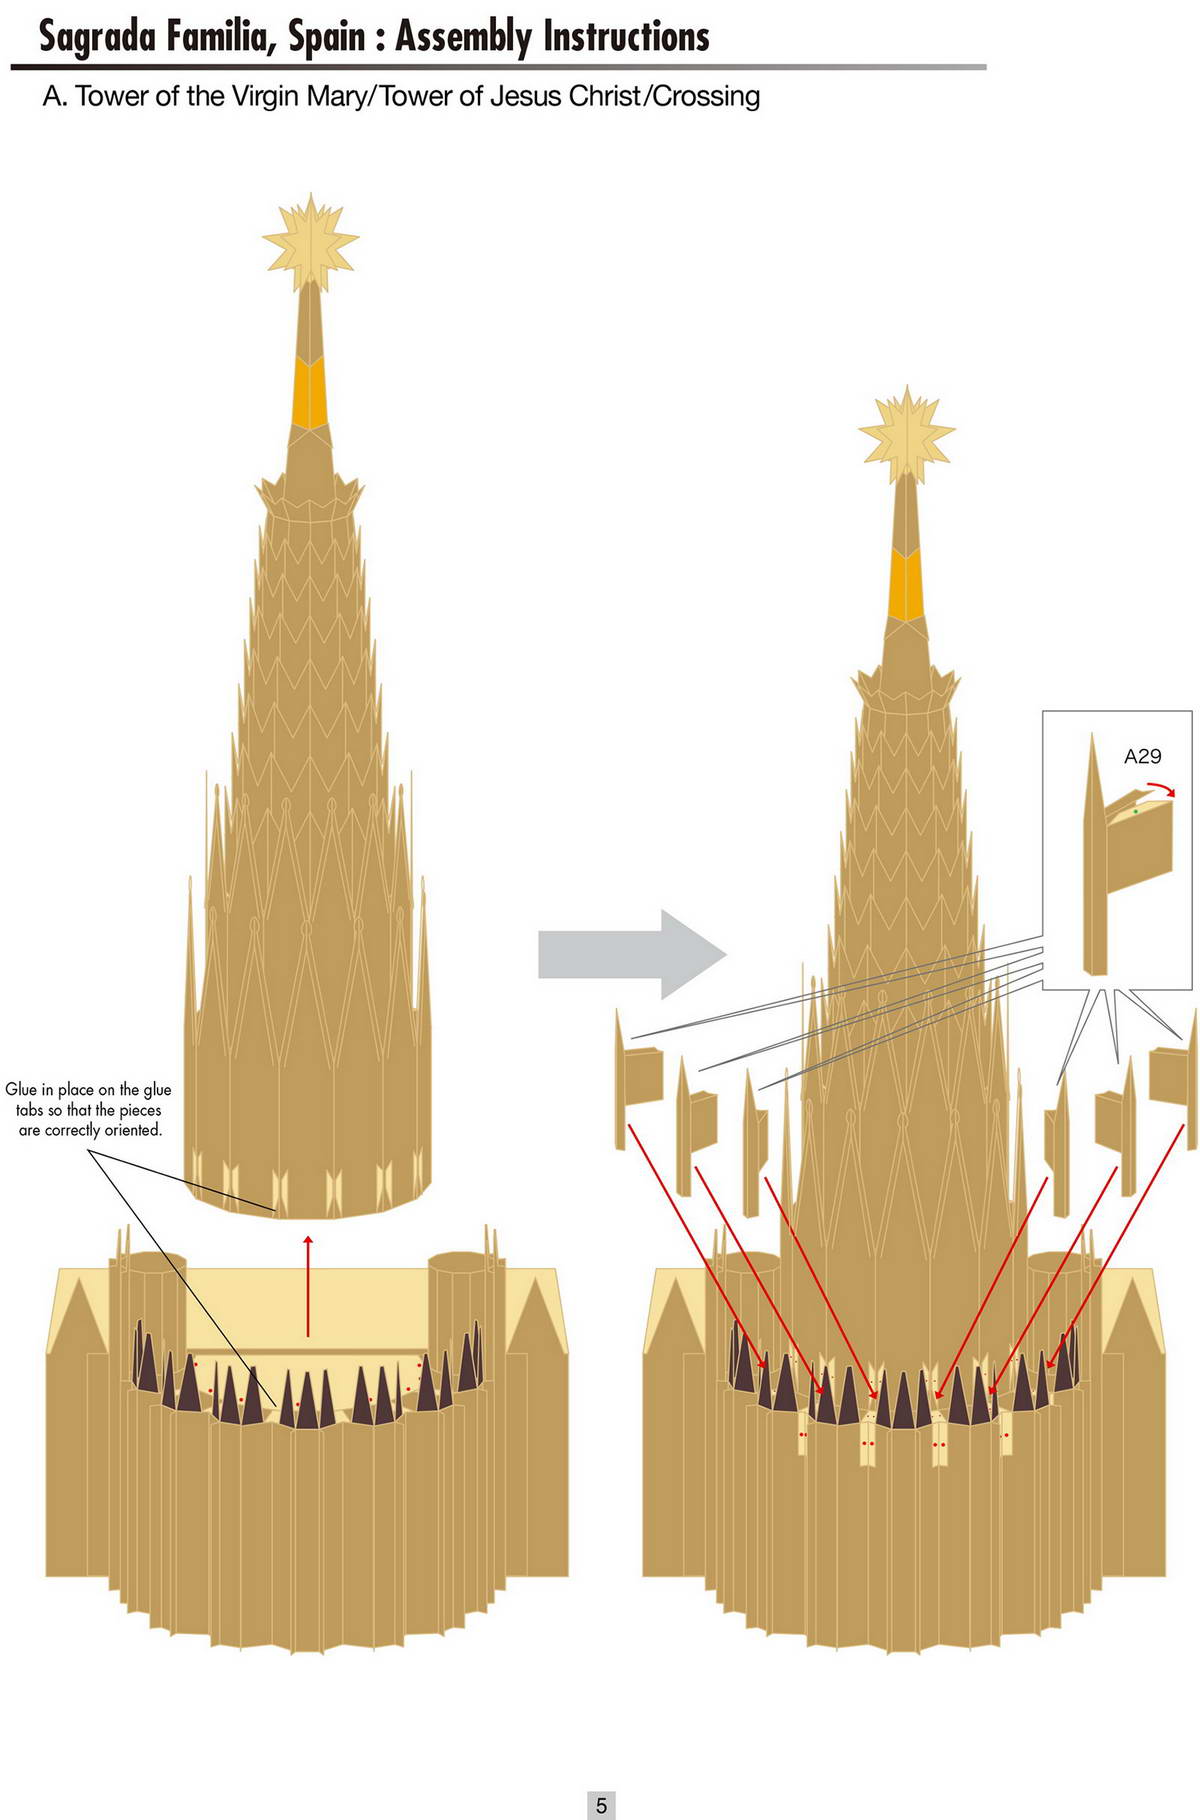 Sagrada Familia, Spain : Assembly Instructions
A. Tower of the Virgin Mary/Tower of Jesus Christ/Crossing
A29
Glue in place on the glue
tabs so that the pieces
are correctly oriented.
5